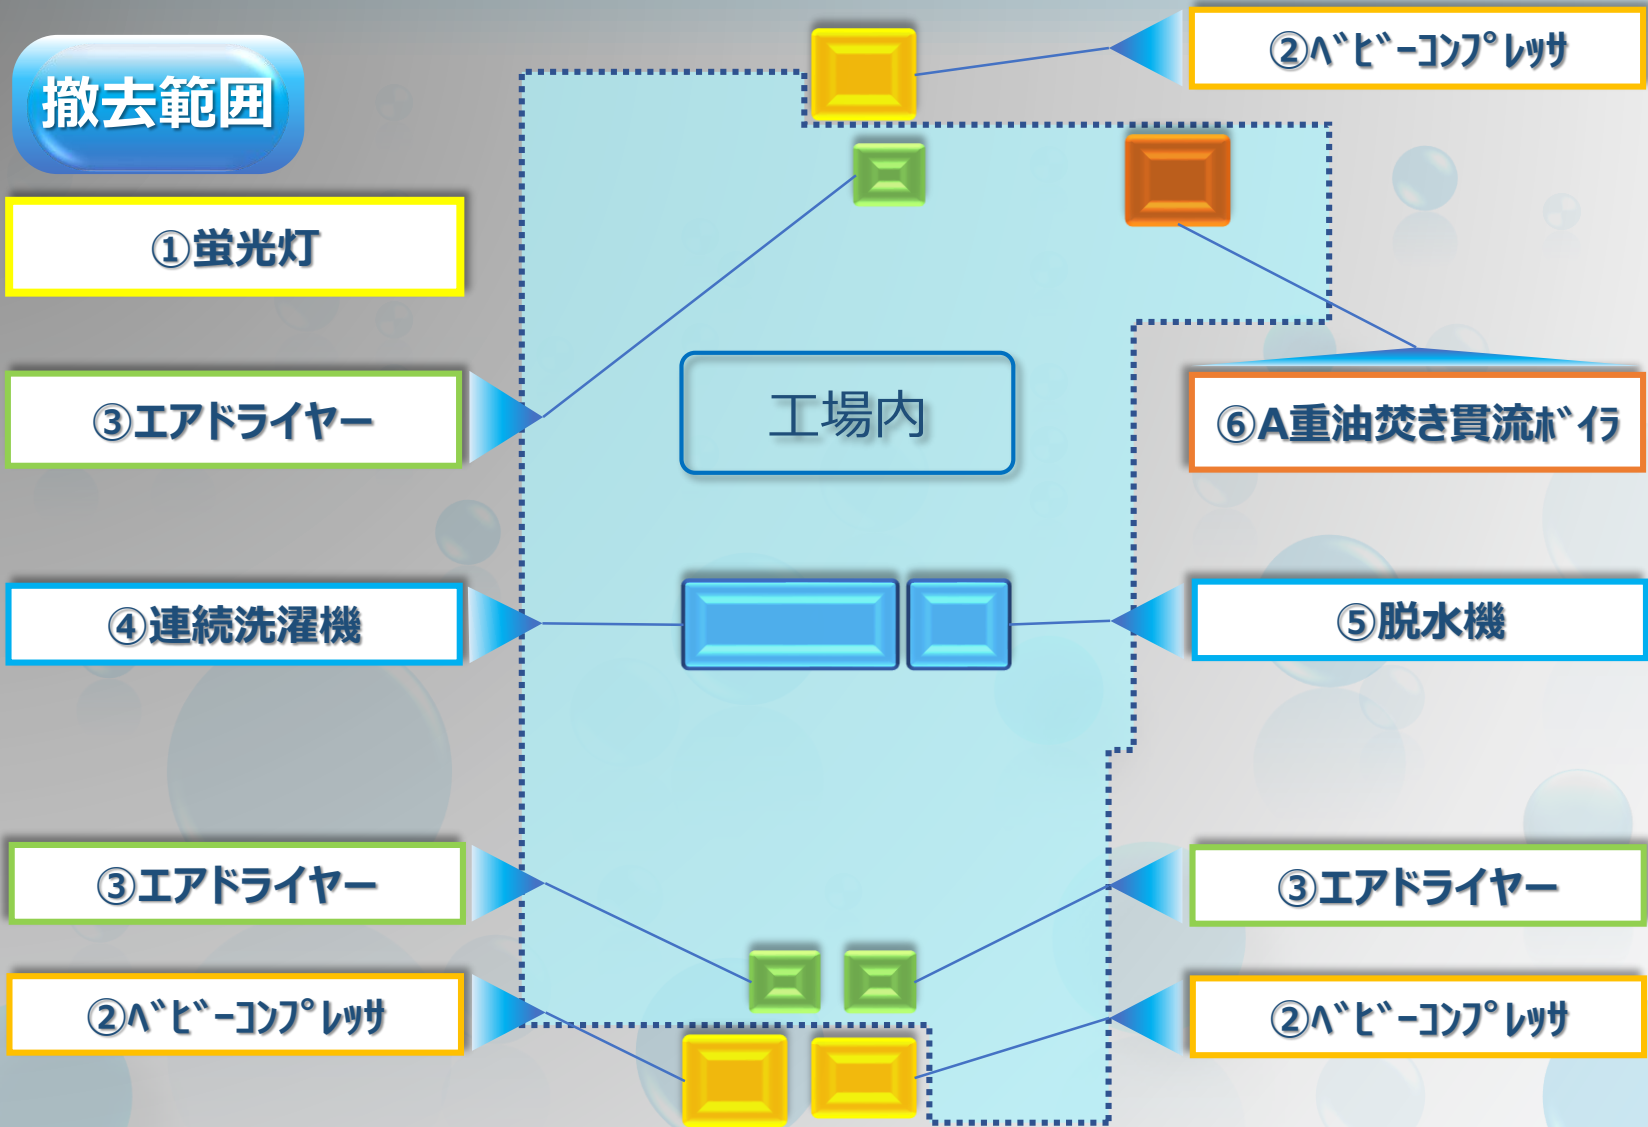 撤去範囲
②ﾍﾞﾋﾞｰｺﾝﾌﾟﾚｯｻ
①蛍光灯
③エアドライヤー
工場内
⑥A重油焚き貫流ﾎﾞｲﾗ
④連続洗濯機
⑤脱水機
③エアドライヤー
③エアドライヤー
②ﾍﾞﾋﾞｰｺﾝﾌﾟﾚｯｻ
②ﾍﾞﾋﾞｰｺﾝﾌﾟﾚｯｻ